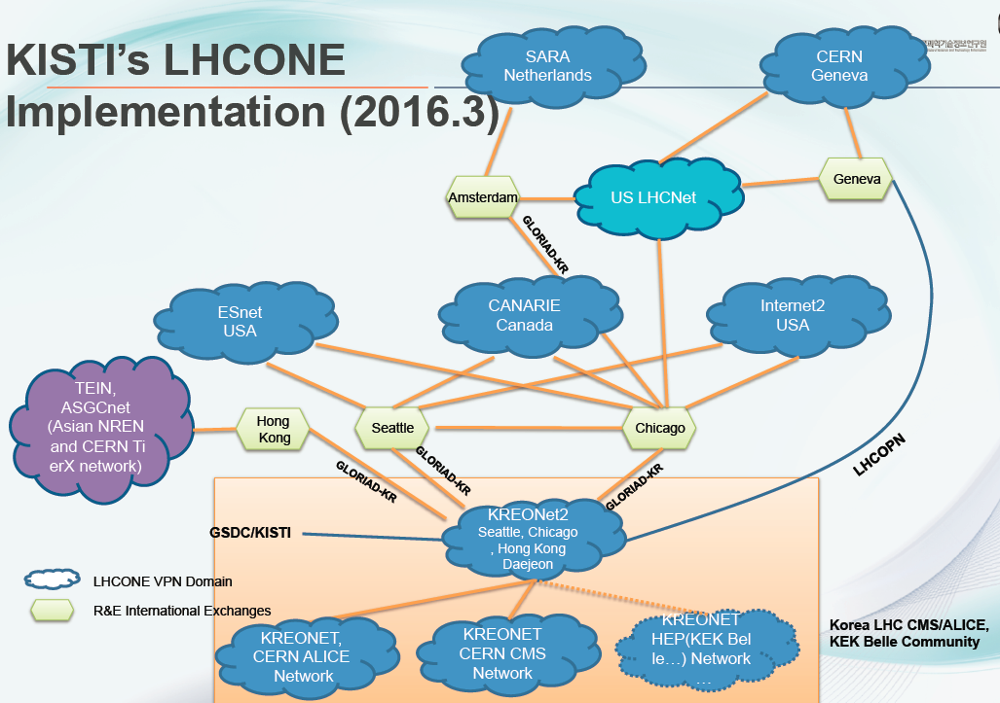 KISTI’s LHCONE
Implementation (2016.3)
SARA
Netherlands
CERN
Geneva
Amsterdam
US LHCNet
Geneva
GLORIAD-KR
ESnet
USA
CANARIE
Canada
Internet2
USA
TEIN,
ASGCnet
(Asian NREN
and CERN Ti
erX network)
Hong
Kong
Seattle
Chicago
GLORIAD-KR
GLORIAD-KR
GLORIAD-KR
LHCOPN
KREONet2
Seattle, Chicago
, Hong Kong
Daejeon
GSDC/KISTI
LHCONE VPN Domain
R&E International Exchanges
KREONET,
CERN ALICE
Network
KREONET
CERN CMS
Network
KREONET
HEP(KEK Bel
le…) Network
…
Korea LHC CMS/ALICE,
KEK Belle Community